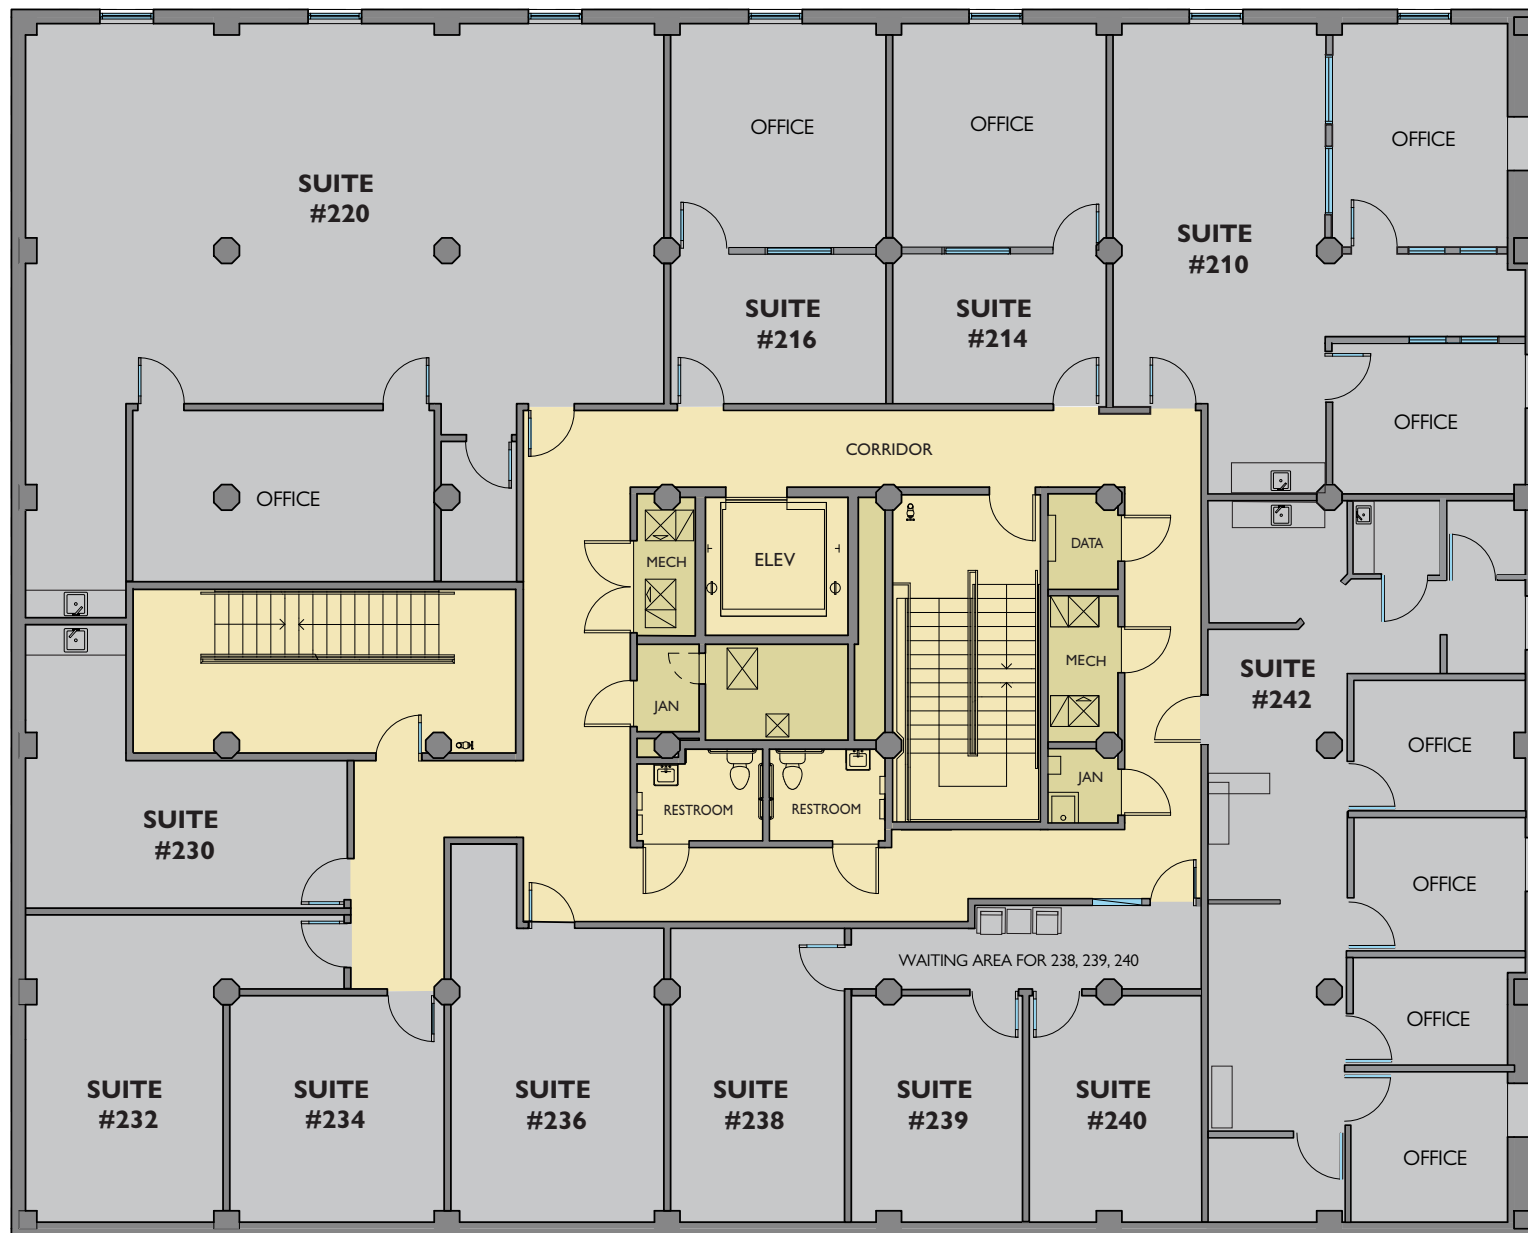 OFFICE
OFFICE
OFFICE
SUITE
#220
SUITE
#210
SUITE
#216
SUITE
#214
OFFICE
CORRIDOR
OFFICE
DATA
MECH
ELEV
MECH
SUITE
#242
JAN
OFFICE
JAN
RESTROOM
RESTROOM
SUITE
#230
OFFICE
WAITING AREA FOR 238, 239, 240
OFFICE
SUITE
#232
SUITE
#234
SUITE
#236
SUITE
#238
SUITE
#239
SUITE
#240
OFFICE